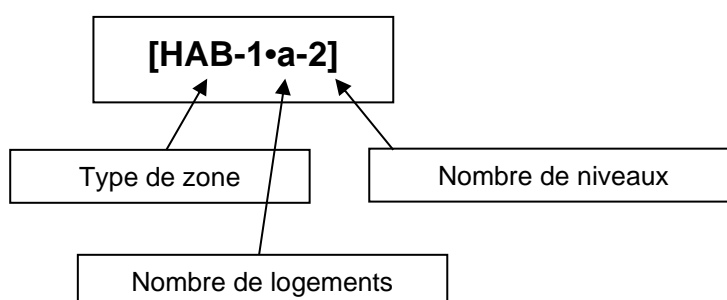 [HAB-1•a-2]
Type de zone
Nombre de niveaux
Nombre de logements